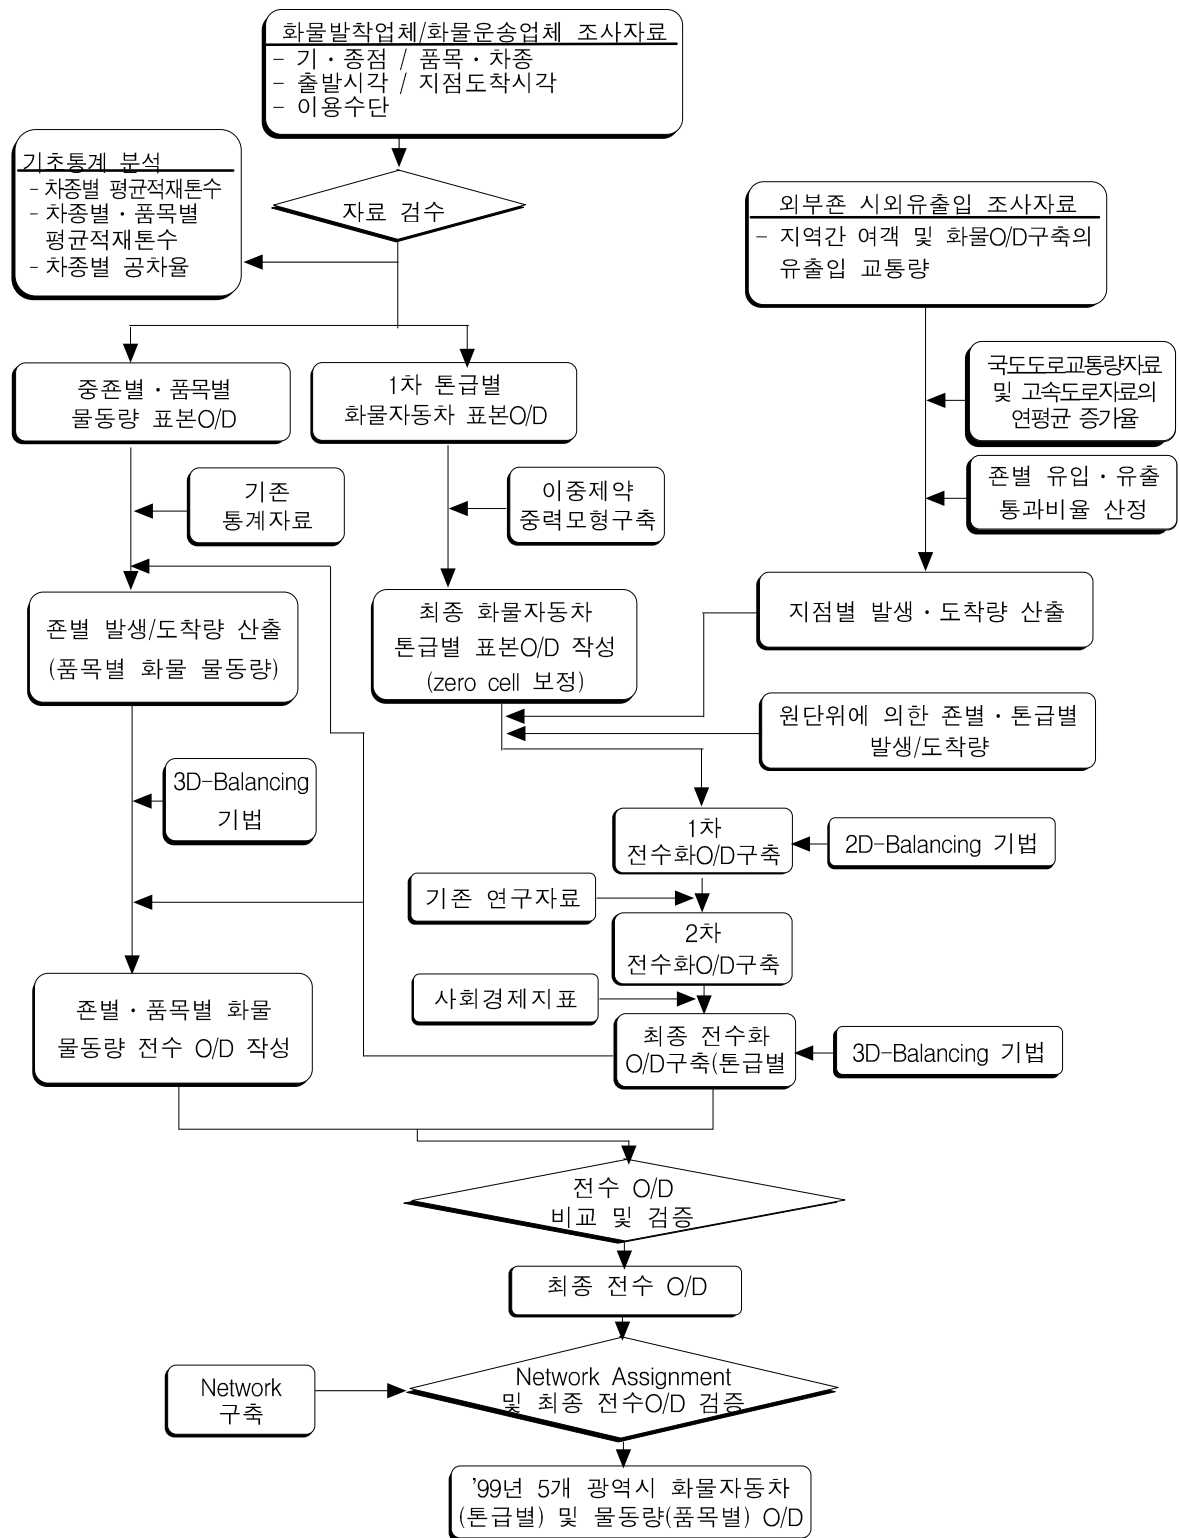 화물발착업체/화물운송업체 조사자료
- 기・종점 / 품목・차종
- 출발시각 / 지점도착시각
- 이용수단
기초통계 분석
- 차종별 평균적재톤수
- 차종별・품목별
평균적재톤수
- 차종별 공차율
자료 검수
외부죤 시외유출입 조사자료
- 지역간 여객 및 화물O/D구축의
유출입 교통량
중죤별・품목별
물동량 표본O/D
1차 톤급별
화물자동차 표본O/D
국도도로교통량자료
및 고속도로자료의
연평균 증가율
기존
통계자료
이중제약
중력모형구축
죤별 유입・유출
통과비율 산정
죤별 발생/도착량 산출
(품목별 화물 물동량)
최종 화물자동차
톤급별 표본O/D 작성
(zero cell 보정)
지점별 발생・도착량 산출
원단위에 의한 죤별・톤급별
발생/도착량
3D-Balancing
기법
1차
전수화O/D구축
2D-Balancing 기법
기존 연구자료
2차
전수화O/D구축
사회경제지표
죤별・품목별 화물
물동량 전수 O/D 작성
최종 전수화
O/D구축(톤급별
3D-Balancing 기법
전수 O/D
비교 및 검증
최종 전수 O/D
Network
구축
Network Assignment
및 최종 전수O/D 검증
'99년 5개 광역시 화물자동차
(톤급별) 및 물동량(품목별) O/D